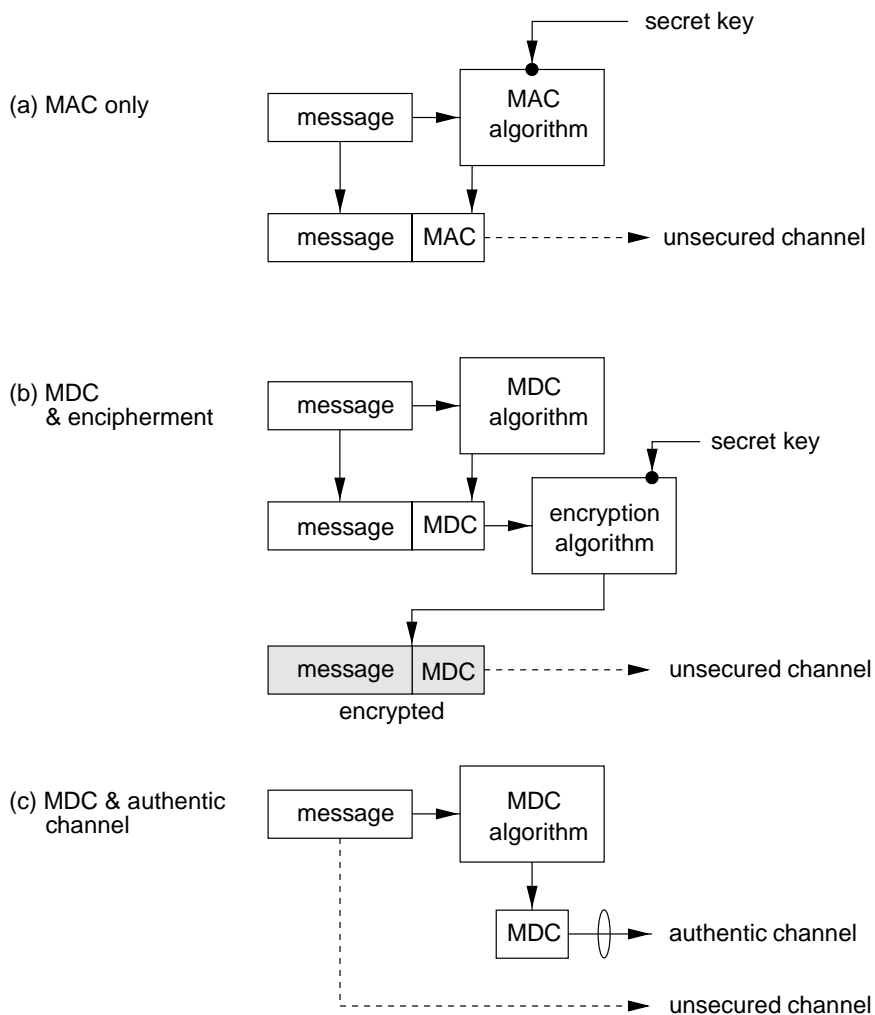 secret key
(a) MAC only
message
MAC
algorithm
message
MAC
unsecured channel
(b) MDC
& encipherment
message
MDC
algorithm
secret key
message
MDC
encryption
algorithm
message
MDC
unsecured channel
encrypted
(c) MDC & authentic
channel
message
MDC
algorithm
MDC
authentic channel
unsecured channel